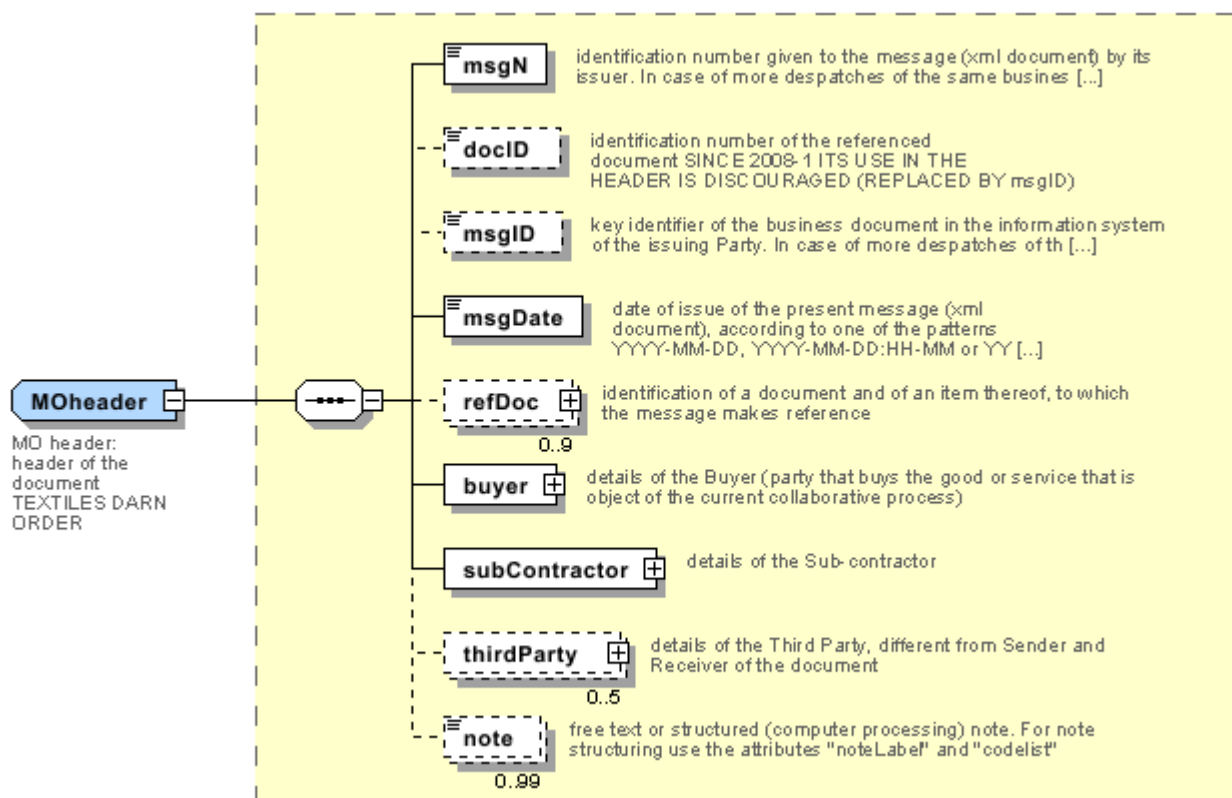 msgN
identification number given to the message (xml document) by its
issuer. In case of more despatches of the same busines [...]
docID
identification number of the referenced
document SINCE 2008-1 ITS USE IN THE
HEADER IS DISCOURAGED (REPLACED BY msgID)
msgID
key identifier of the business document in the information system
of the issuing Party. In case of more despatches of th [...]
msgDate
date of issue of the present message (xml
document), according to one of the patterns
YYYY-MM-DD, YYYY-MM-DD:HH-MM or YY [...]
MOheader
MO header:
header of the
document
TEXTILES DARN
ORDER
refDoc
identification of a document and of an item thereof, to which
the message makes reference
0..9
buyer
details of the Buyer (party that buys the good or service that is
object of the current collaborative process)
subContractor
details of the Sub-contractor
thirdParty
details of the Third Party, different from Sender and
Receiver of the document
0..5
note
free text or structured (computer processing) note. For note
structuring use the attributes "noteLabel" and "codelist"
0..99